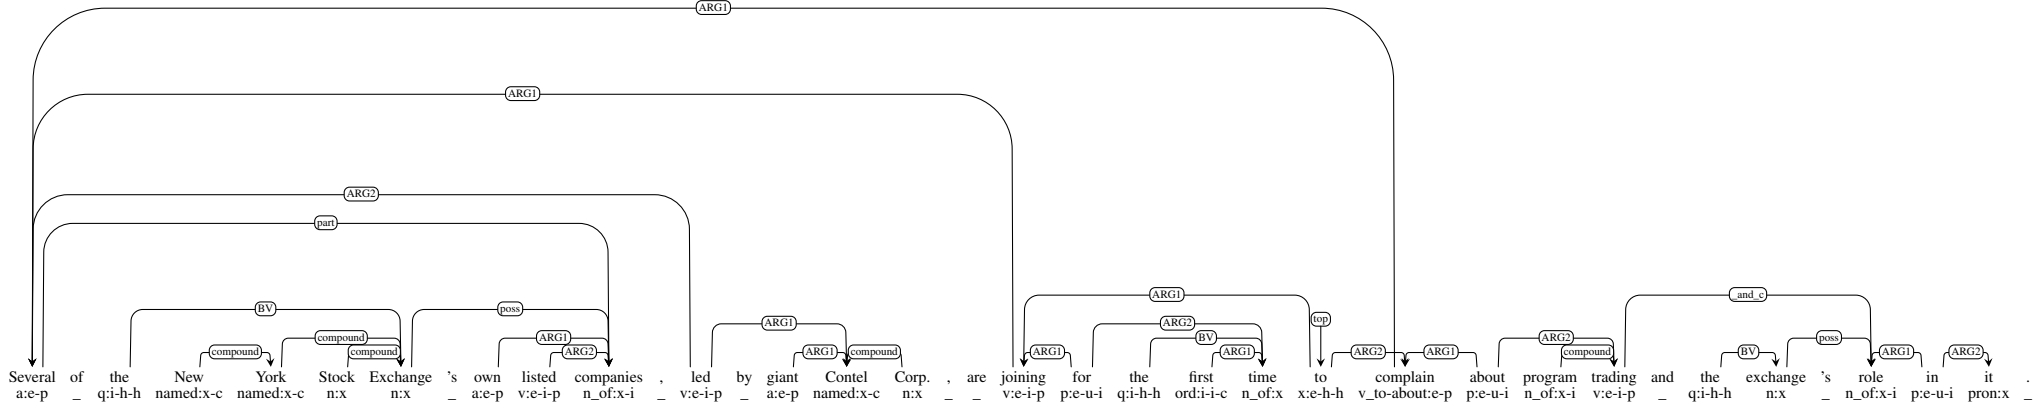 ARG1
ARG1
ARG2
part
ARG1 _and_c
BV poss ARG1 top ARG2
compound ARG1 BV ARG2 poss
compound compound ARG2 ARG1 compound ARG1 ARG1 ARG2 ARG1 compound BV ARG1 ARG2
Several of the New York Stock Exchange 's own listed companies , led by giant Contel Corp. , are joining for the first time to complain about program trading and the exchange 's role in it .
a:e-p _ q:i-h-h named:x-c named:x-c n:x n:x _ a:e-p v:e-i-p n_of:x-i _ v:e-i-p _ a:e-p named:x-c n:x _ _ v:e-i-p p:e-u-i q:i-h-h ord:i-i-c n_of:x x:e-h-h v_to-about:e-p p:e-u-i n_of:x-i v:e-i-p _ q:i-h-h n:x _ n_of:x-i p:e-u-i pron:x _